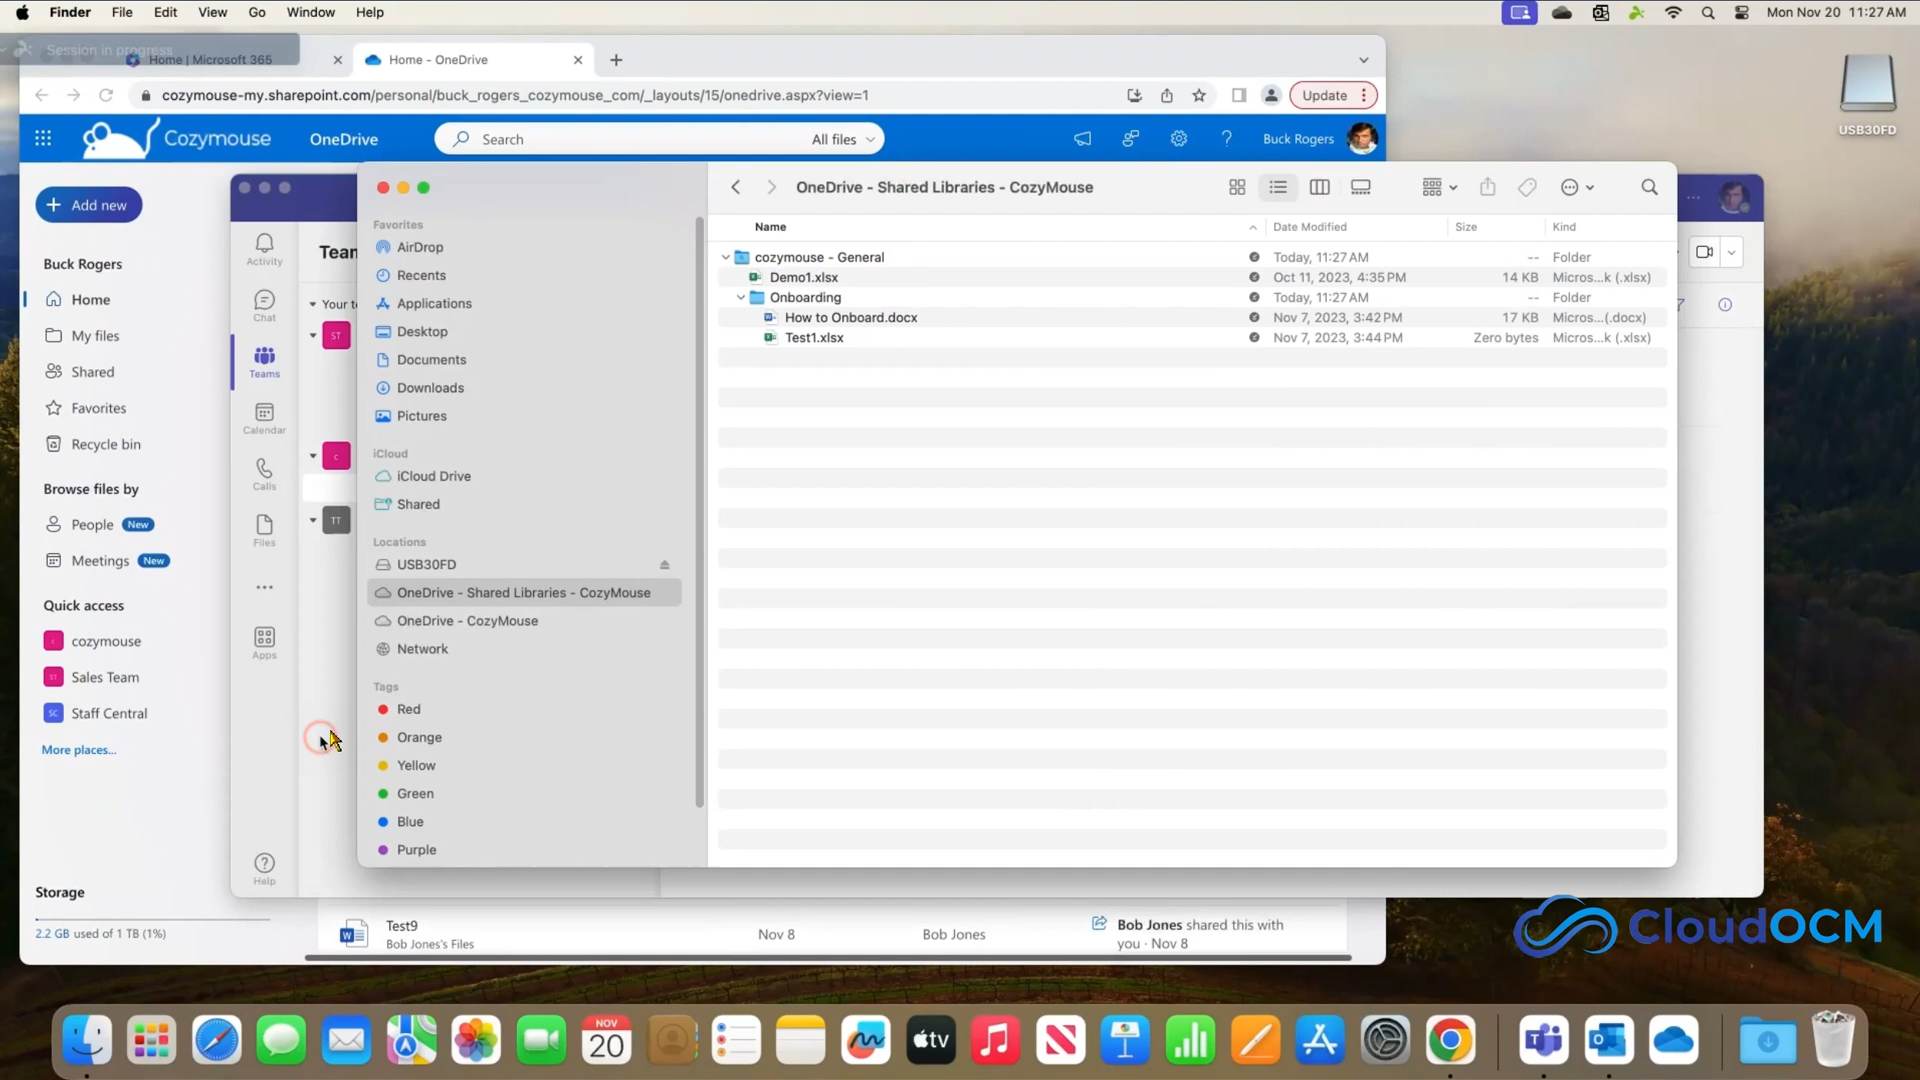 Finder File Edit View Go Window Help
Mon Nov 20 11:27 AM
Session in progress
Home | Microsoft 365
Home - OneDrive
cozymouse-my.sharepoint.com/personal/buck_rogers_cozymouse_com/_layouts/15/onedrive.aspx?view=1
Update
USB30FD
Cozymouse
OneDrive
Search
All files
Buck Rogers
Add new
Buck Rogers
Home
My files
Shared
Favorites
Recycle bin
Browse files by
People New
Meetings New
Quick access
cozymouse
Sales Team
SC Staff Central
More places...
Storage
2.2 GB used of 1 TB (1%)
Activity
Chat
Teams
Calendar
Calls
Files
Apps
Help
Team
Your te
ST
C
TT
Favorites
AirDrop
Recents
Applications
Desktop
Documents
Downloads
Pictures
iCloud
iCloud Drive
Shared
Locations
USB30FD
OneDrive - Shared Libraries - CozyMouse
OneDrive - CozyMouse
Network
Tags
Red
Orange
Yellow
Green
Blue
Purple
OneDrive - Shared Libraries - CozyMouse
Name Date Modified Size Kind
cozymouse - General Today, 11:27 AM -- Folder
Demo1.xlsx Oct 11, 2023, 4:35 PM 14 KB Micros...k (.xlsx)
Onboarding Today, 11:27 AM -- Folder
How to Onboard.docx Nov 7, 2023, 3:42 PM 17 KB Micros...(.docx)
Test1.xlsx Nov 7, 2023, 3:44 PM Zero bytes Micros...k (.xlsx)
Test9
Bob Jones's Files
Nov 8
Bob Jones
Bob Jones shared this with
you · Nov 8
CloudOCM
NOV
20
tv